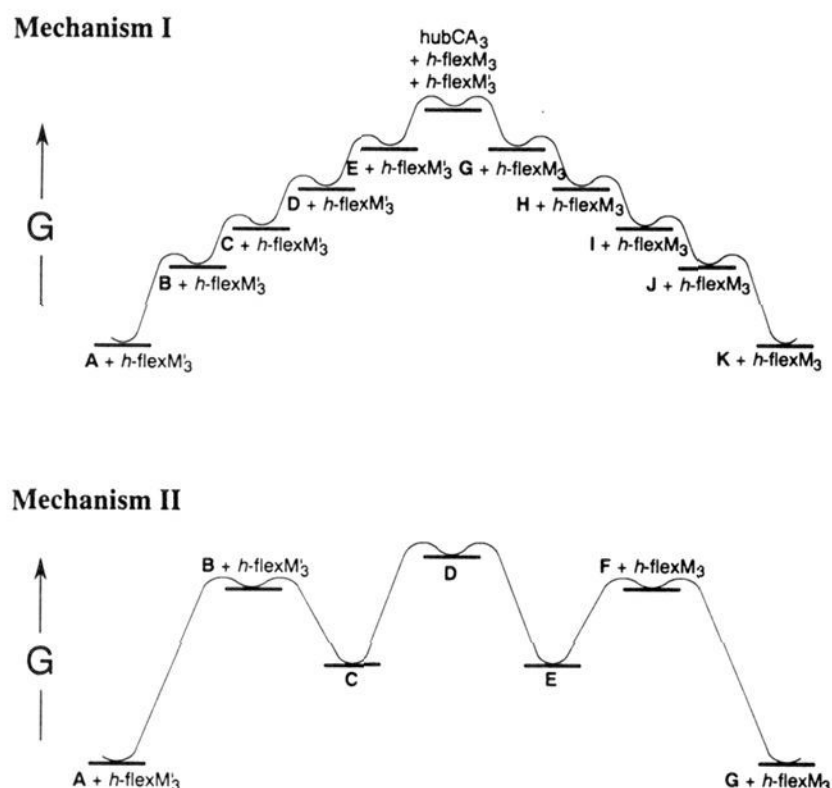 Mechanism I
hubCA₃
+ h-flexM₃
+ h-flexM'₃
E + h-flexM'₃
G + h-flexM₃
D + h-flexM'₃
H + h-flexM₃
C + h-flexM'₃
I + h-flexM₃
B + h-flexM'₃
J + h-flexM₃
A + h-flexM'₃
K + h-flexM₃
G
Mechanism II
B + h-flexM'₃
D
F + h-flexM₃
G
C
E
A + h-flexM'₃
G + h-flexM₃